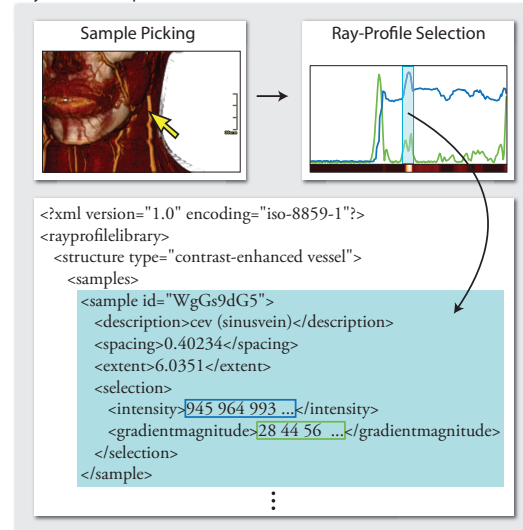 Sample Picking
Ray-Profile Selection
<?xml version="1.0" encoding="iso-8859-1"?>
<rayprofilelibrary>
<structure type="contrast-enhanced vessel">
<samples>
<sample id="WgGs9dG5">
<description>cev (sinusvein)</description>
<spacing>0.40234</spacing>
<extent>6.0351</extent>
<selection>
<intensity>945 964 993 ...</intensity>
<gradientmagnitude>28 44 56 ...</gradientmagnitude>
</selection>
</sample>
⋮